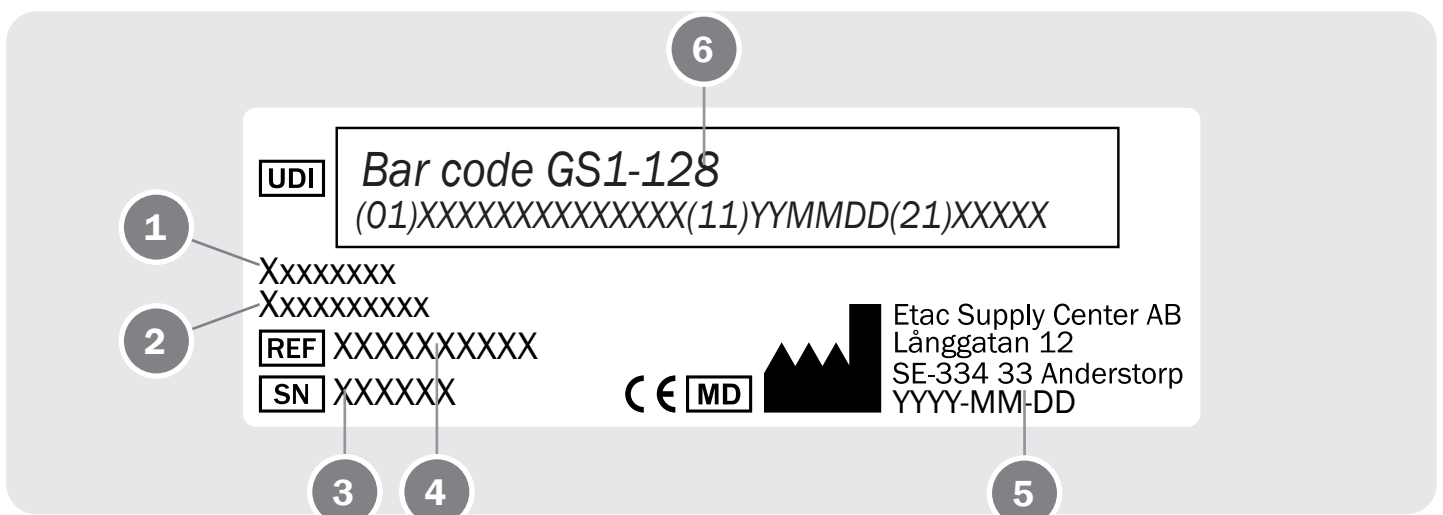 6
UDI
Bar code GS1-128
(01)XXXXXXXXXXXXXX(11)YYMMDD(21)XXXXX
1
Xxxxxxxx
Xxxxxxxxxx
2
REF XXXXXXXXXX
SN XXXXXX
CE MD
Etac Supply Center AB
Långgatan 12
SE-334 33 Anderstorp
YYYY-MM-DD
3 4 5